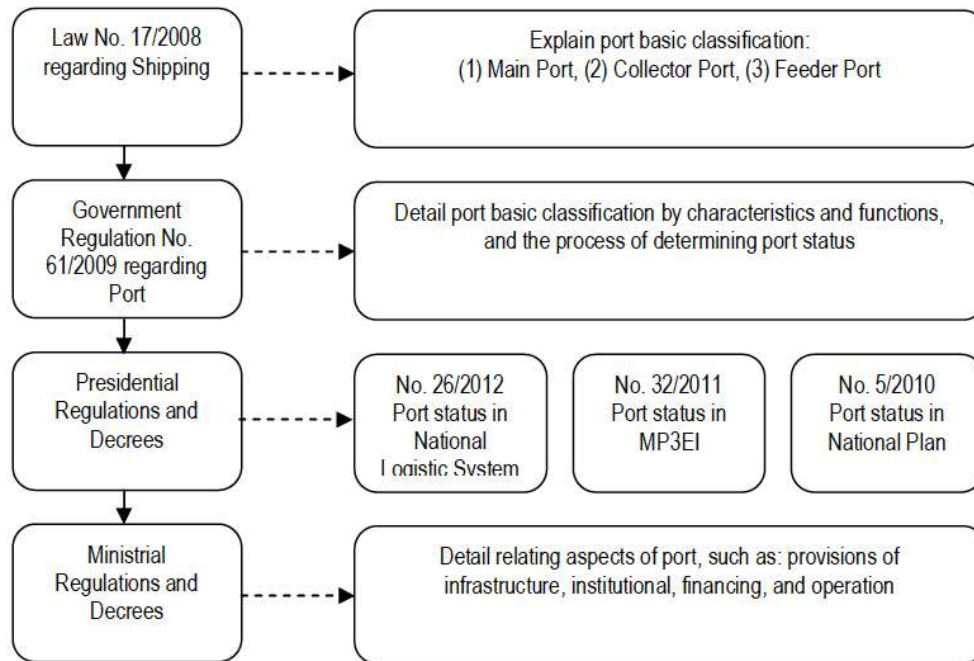 Law No. 17/2008
regarding Shipping
Explain port basic classification:
(1) Main Port, (2) Collector Port, (3) Feeder Port
Government
Regulation No.
61/2009 regarding
Port
Detail port basic classification by characteristics and functions,
and the process of determining port status
Presidential
Regulations and
Decrees
No. 26/2012
Port status in
National
Logistic System
No. 32/2011
Port status in
MP3EI
No. 5/2010
Port status in
National Plan
Ministrial
Regulations and
Decrees
Detail relating aspects of port, such as: provisions of
infrastructure, institutional, financing, and operation